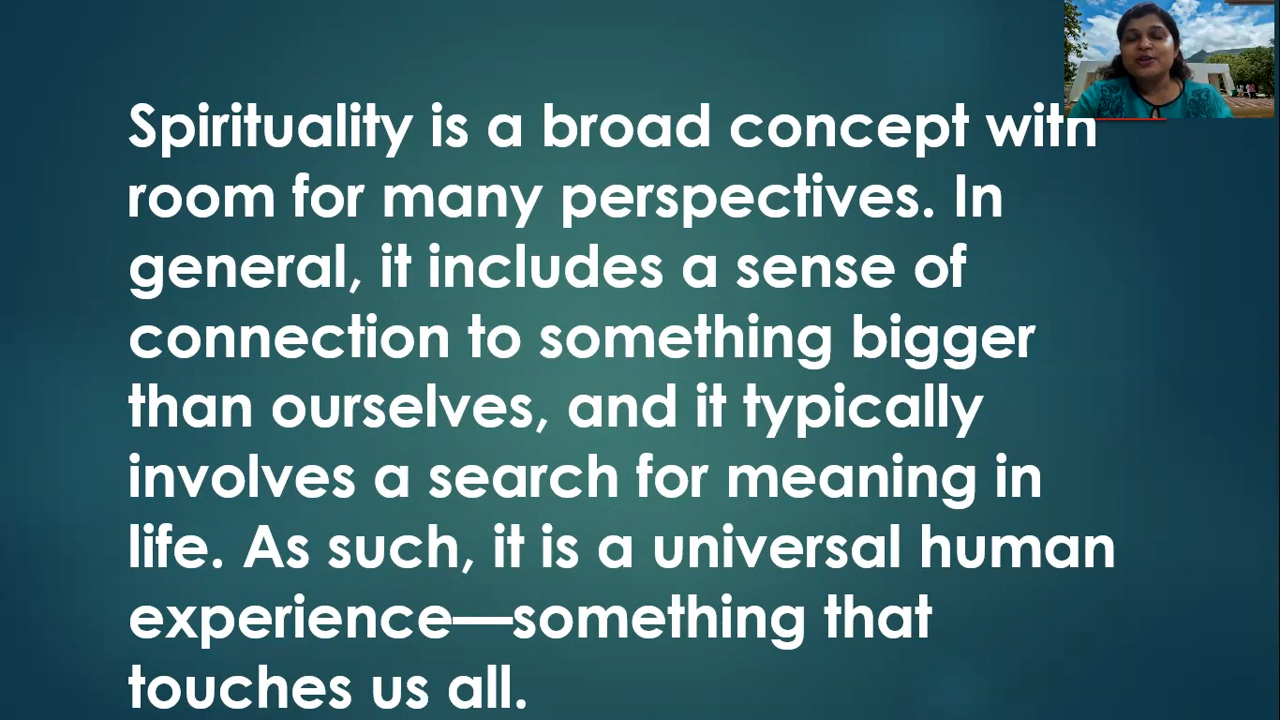 Spirituality is a broad concept with
room for many perspectives. In
general, it includes a sense of
connection to something bigger
than ourselves, and it typically
involves a search for meaning in
life. As such, it is a universal human
experience—something that
touches us all.